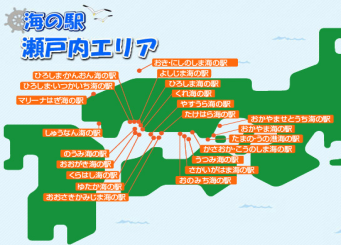 海の駅
瀬戸内エリア
おき・にしのしま海の駅
よしじま海の駅
ひろしま・かんおん海の駅
ひろしま海の駅
ひろしま・いつかいち海の駅
くれ海の駅
やすうら海の駅
マリーナはぎ海の駅
たけはら海の駅
しゅうなん海の駅
おかやませとうち海の駅
おかやま海の駅
たまの・うの港海の駅
かさおか・こうのしま海の駅
うつみ海の駅
さかいがはま海の駅
おのみち海の駅
のうみ海の駅
おおがき海の駅
くらはし海の駅
ゆたか海の駅
おおさきかみじま海の駅